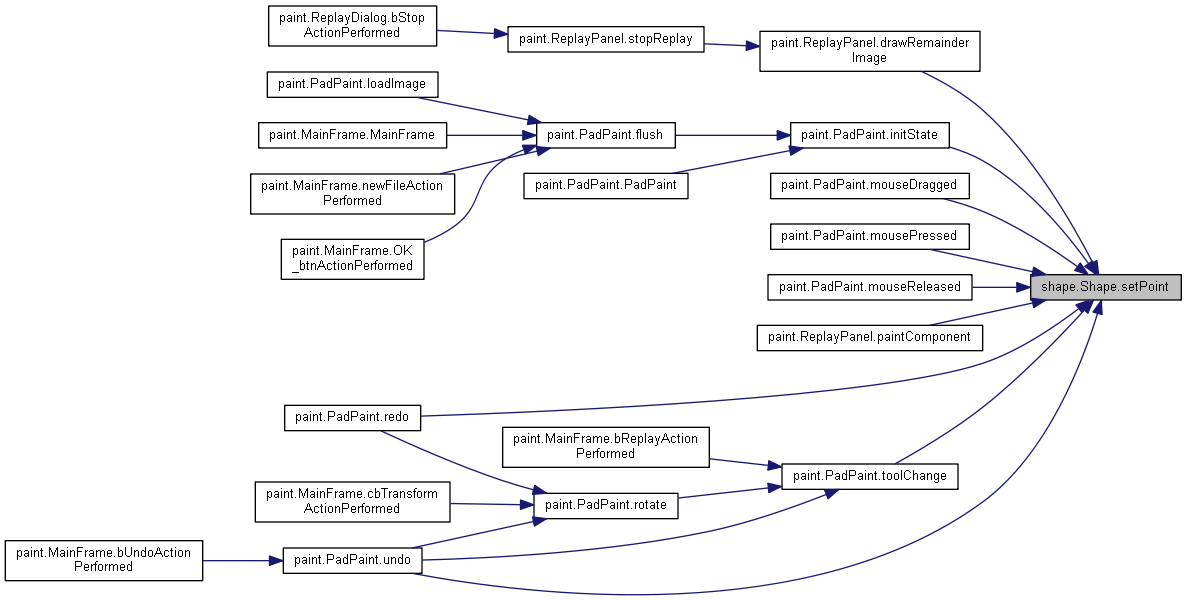 paint.ReplayDialog.bStop
ActionPerformed
paint.ReplayPanel.stopReplay
paint.ReplayPanel.drawRemainder
Image
paint.PadPaint.loadImage
paint.MainFrame.MainFrame
paint.PadPaint.flush
paint.PadPaint.initState
paint.MainFrame.newFileAction
Performed
paint.PadPaint.PadPaint
paint.PadPaint.mouseDragged
paint.MainFrame.OK
_btnActionPerformed
paint.PadPaint.mousePressed
paint.PadPaint.mouseReleased
shape.Shape.setPoint
paint.ReplayPanel.paintComponent
paint.PadPaint.redo
paint.MainFrame.bReplayAction
Performed
paint.PadPaint.toolChange
paint.MainFrame.cbTransform
ActionPerformed
paint.PadPaint.rotate
paint.MainFrame.bUndoAction
Performed
paint.PadPaint.undo